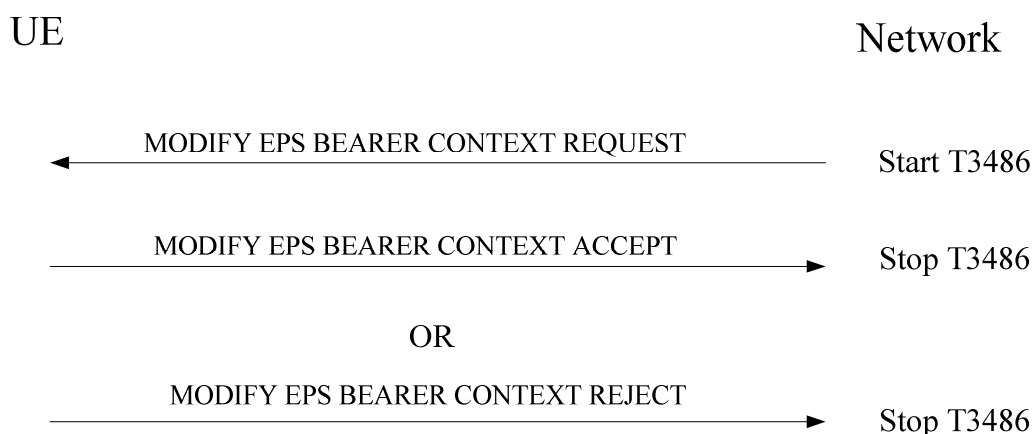 UE
Network
MODIFY EPS BEARER CONTEXT REQUEST
Start T3486
MODIFY EPS BEARER CONTEXT ACCEPT
Stop T3486
OR
MODIFY EPS BEARER CONTEXT REJECT
Stop T3486